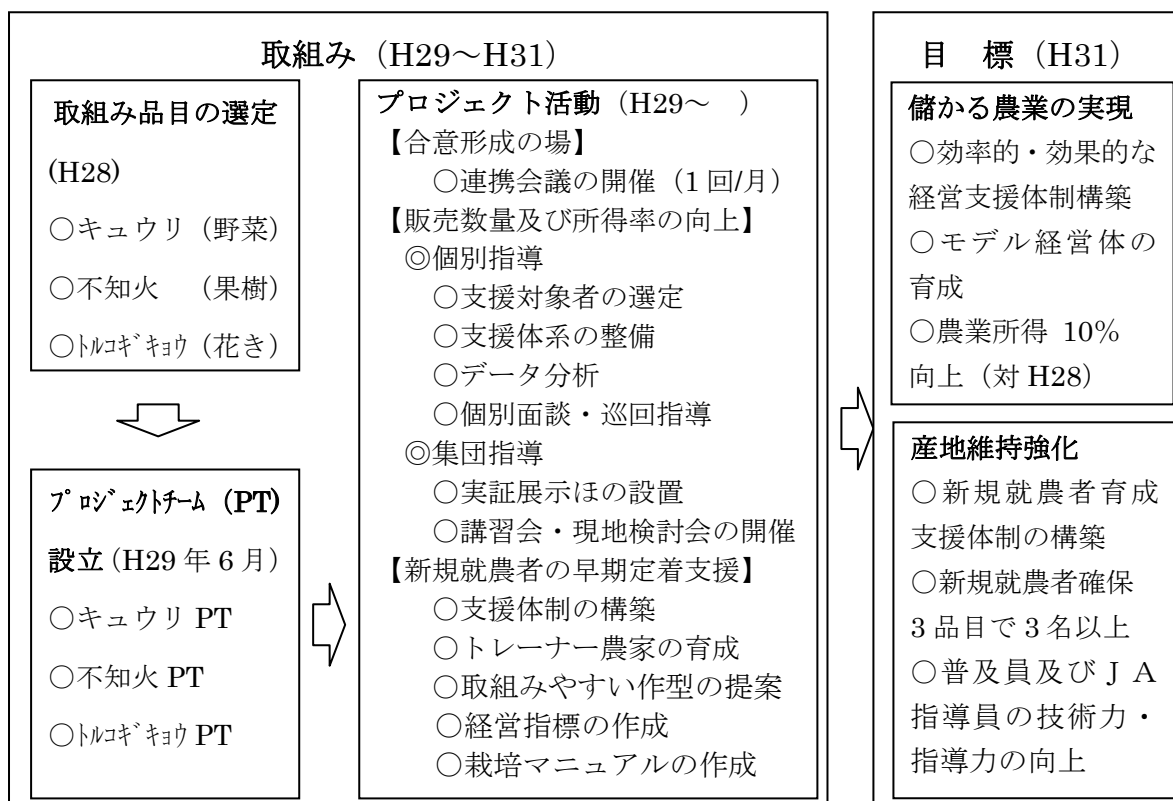 取組み（H29～H31）
取組み品目の選定
(H28)
○キュウリ（野菜）
○不知火　（果樹）
○ﾄﾙｺｷﾞｷｮｳ（花き）
ﾌﾟﾛｼﾞｪｸﾄﾁｰﾑ (PT)
設立（H29 年 6 月）
○キュウリ PT
○不知火 PT
○ﾄﾙｺｷﾞｷｮｳ PT
プロジェクト活動（H29～　）
【合意形成の場】
○連携会議の開催（1 回/月）
【販売数量及び所得率の向上】
◎個別指導
○支援対象者の選定
○支援体系の整備
○データ分析
○個別面談・巡回指導
◎集団指導
○実証展示ほの設置
○講習会・現地検討会の開催
【新規就農者の早期定着支援】
○支援体制の構築
○トレーナー農家の育成
○取組みやすい作型の提案
○経営指標の作成
○栽培マニュアルの作成
目　標（H31）
儲かる農業の実現
○効率的・効果的な
経営支援体制構築
○モデル経営体の
育成
○農業所得 10％
向上（対 H28）
産地維持強化
○新規就農者育成
支援体制の構築
○新規就農者確保
3 品目で 3 名以上
○普及員及び J A
指導員の技術力・
指導力の向上